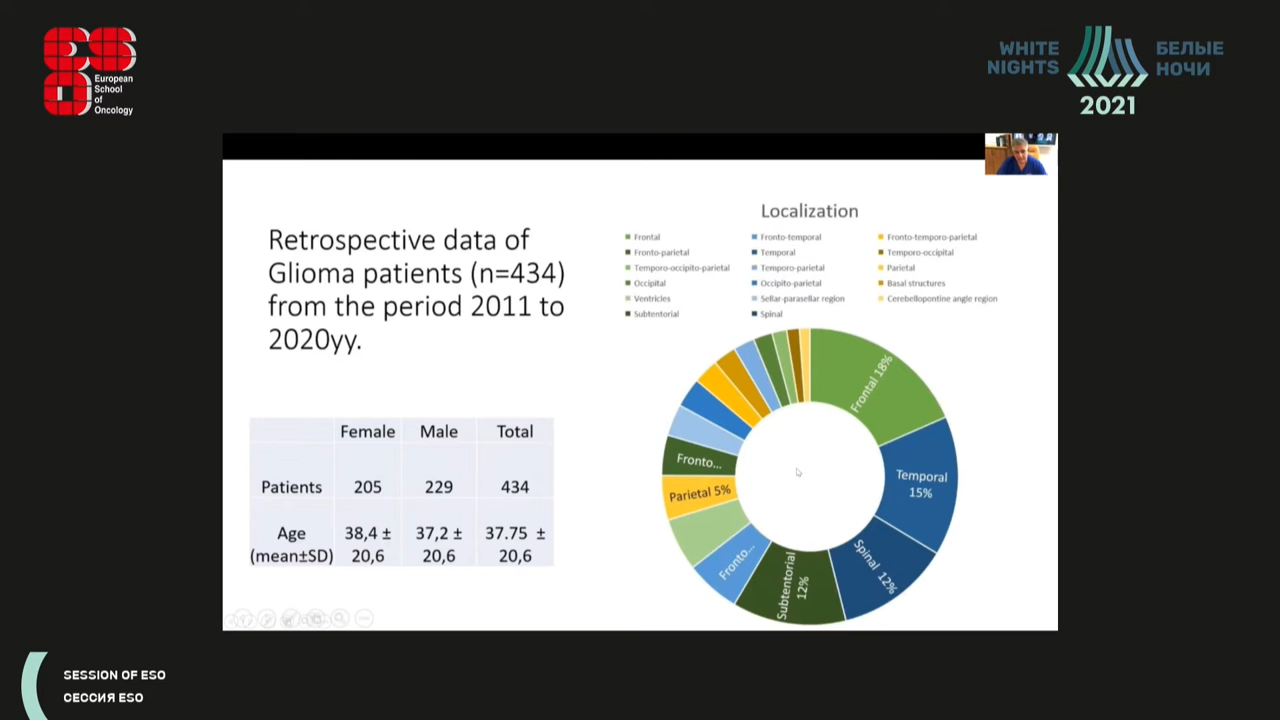 European
School
of
Oncology
WHITE
NIGHTS
БЕЛЫЕ
НОЧИ
2021
Retrospective data of
Glioma patients (n=434)
from the period 2011 to
2020yy.
Female Male Total
Patients 205 229 434
Age 38,4 ± 37,2 ± 37.75 ±
(mean±SD) 20,6 20,6 20,6
Localization
Frontal Fronto-temporal Fronto-temporo-parietal
Fronto-parietal Temporal Temporo-occipital
Temporo-occipito-parietal Temporo-parietal Parietal
Occipital Occipito-parietal Basal structures
Ventricles Sellar-parasellar region Cerebellopontine angle region
Subtentorial Spinal
Frontal 18%
Temporal
15%
Spinal 12%
Subtentorial
12%
Fronto...
Parietal 5%
Fronto...
SESSION OF ESO
СЕССИЯ ESO